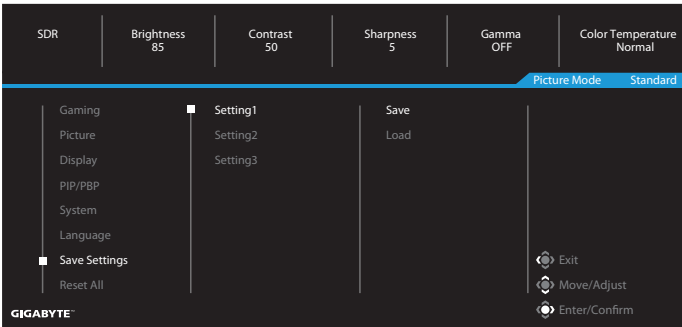 SDR Brightness Contrast Sharpness Gamma Color Temperature
85 50 5 OFF Normal
Picture Mode Standard
Gaming Setting1 Save
Picture Setting2 Load
Display Setting3
PIP/PBP
System
Language
Save Settings Exit
Reset All Move/Adjust
GIGABYTE™ Enter/Confirm